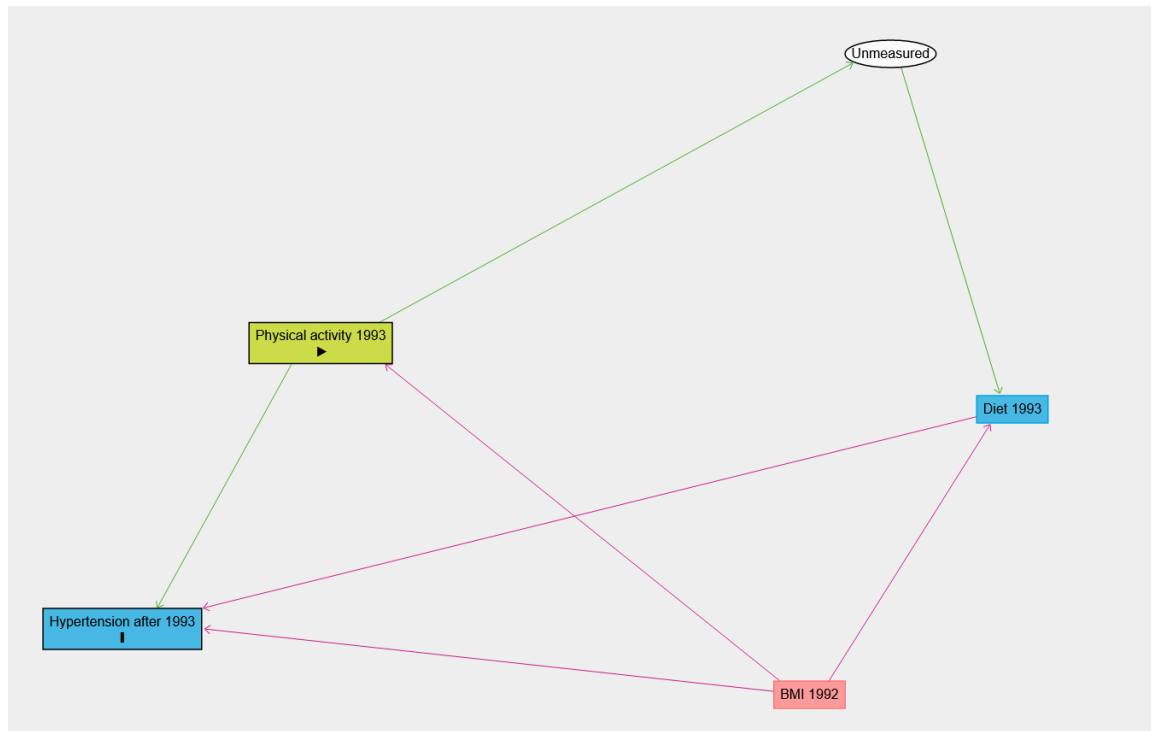 Unmeasured
Physical activity 1993
Diet 1993
Hypertension after 1993
BMI 1992